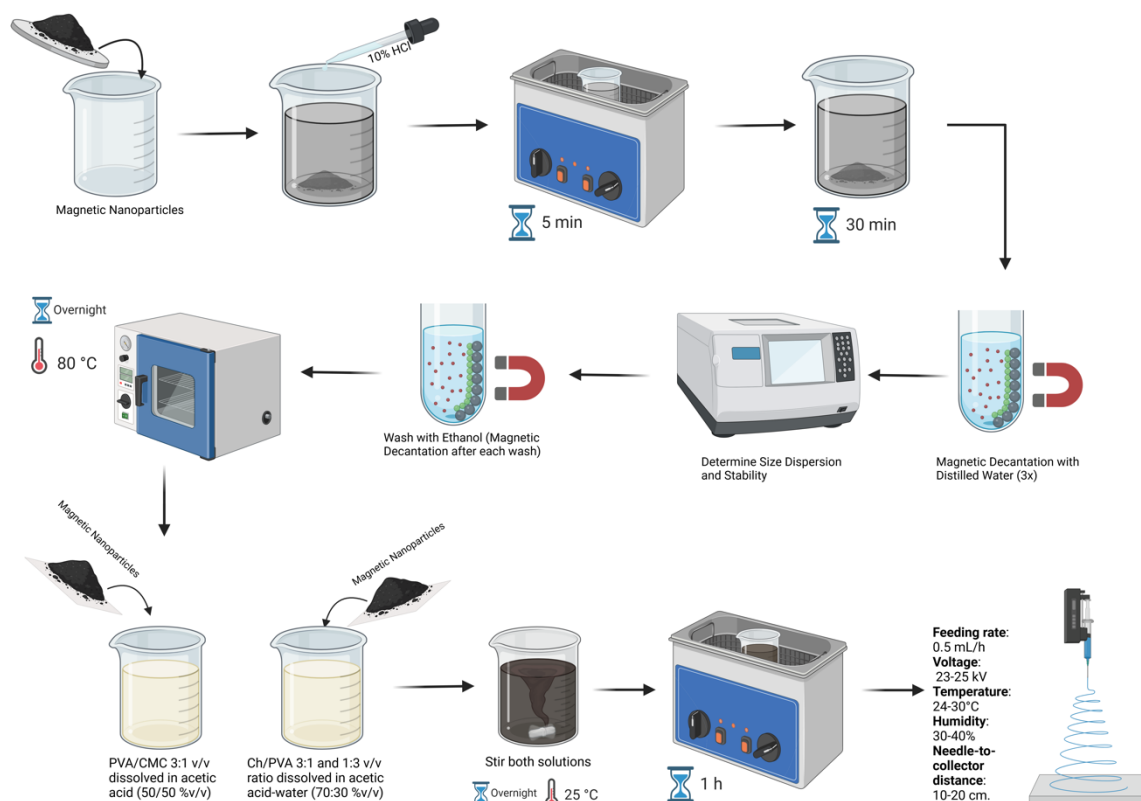 10% HCl
Magnetic Nanoparticles
5 min
30 min
Overnight
80 °C
Wash with Ethanol (Magnetic
Decantation after each wash)
Determine Size Dispersion
and Stability
Magnetic Decantation with
Distilled Water (3x)
Magnetic Nanoparticles
Magnetic Nanoparticles
PVA/CMC 3:1 v/v
dissolved in acetic
acid (50/50 %v/v)
Ch/PVA 3:1 and 1:3 v/v
ratio dissolved in acetic
acid-water (70:30 %v/v)
Stir both solutions
Overnight
25 °C
1 h
Feeding rate:
0.5 mL/h
Voltage:
23-25 kV
Temperature:
24-30°C
Humidity:
30-40%
Needle-to-
collector
distance:
10-20 cm.